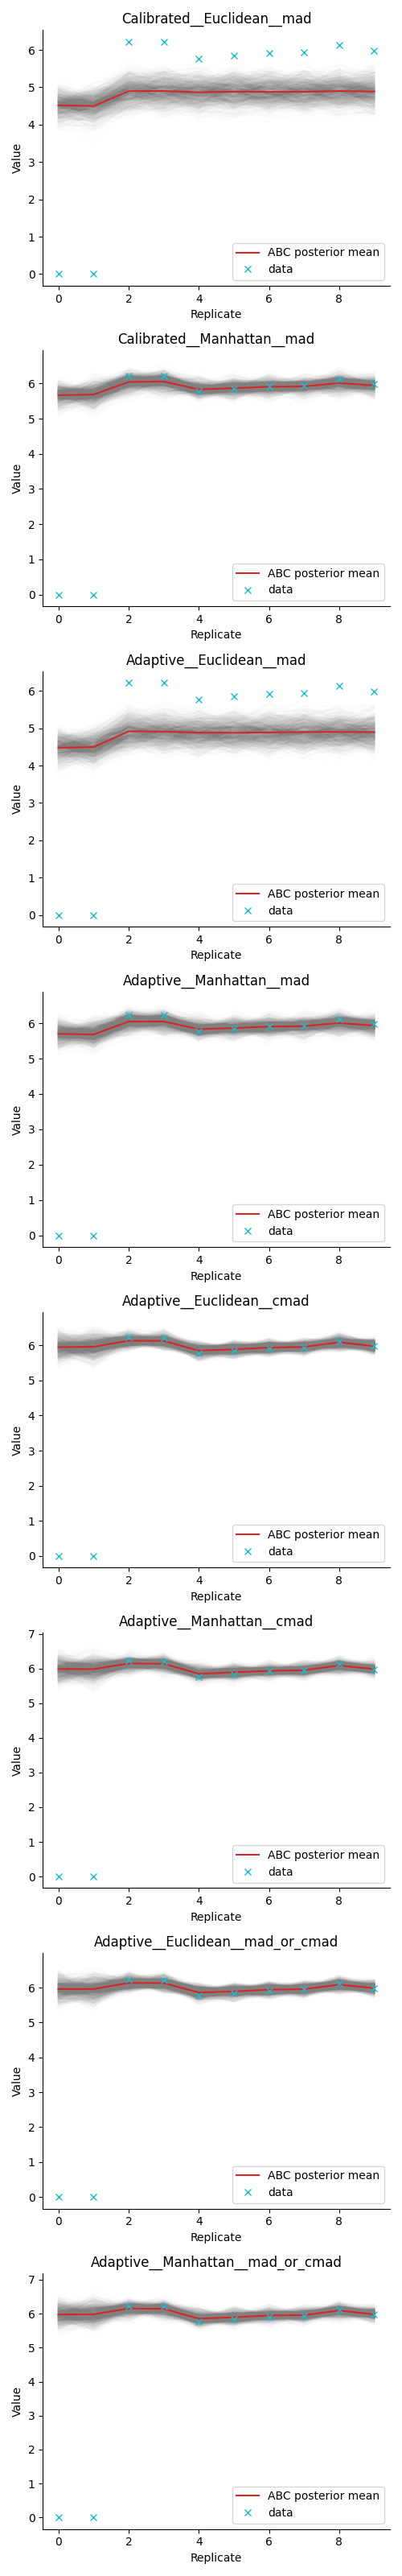 Calibrated__Euclidean__mad
6
5
4
3
2
1
0
Value
ABC posterior mean
data
0 2 4 6 8
Replicate
Calibrated__Manhattan__mad
6
5
4
3
2
1
0
Value
ABC posterior mean
data
0 2 4 6 8
Replicate
Adaptive__Euclidean__mad
6
5
4
3
2
1
0
Value
ABC posterior mean
data
0 2 4 6 8
Replicate
Adaptive__Manhattan__mad
6
5
4
3
2
1
0
Value
ABC posterior mean
data
0 2 4 6 8
Replicate
Adaptive__Euclidean__cmad
6
5
4
3
2
1
0
Value
ABC posterior mean
data
0 2 4 6 8
Replicate
Adaptive__Manhattan__cmad
7
6
5
4
3
2
1
0
Value
ABC posterior mean
data
0 2 4 6 8
Replicate
Adaptive__Euclidean__mad_or_cmad
6
5
4
3
2
1
0
Value
ABC posterior mean
data
0 2 4 6 8
Replicate
Adaptive__Manhattan__mad_or_cmad
7
6
5
4
3
2
1
0
Value
ABC posterior mean
data
0 2 4 6 8
Replicate